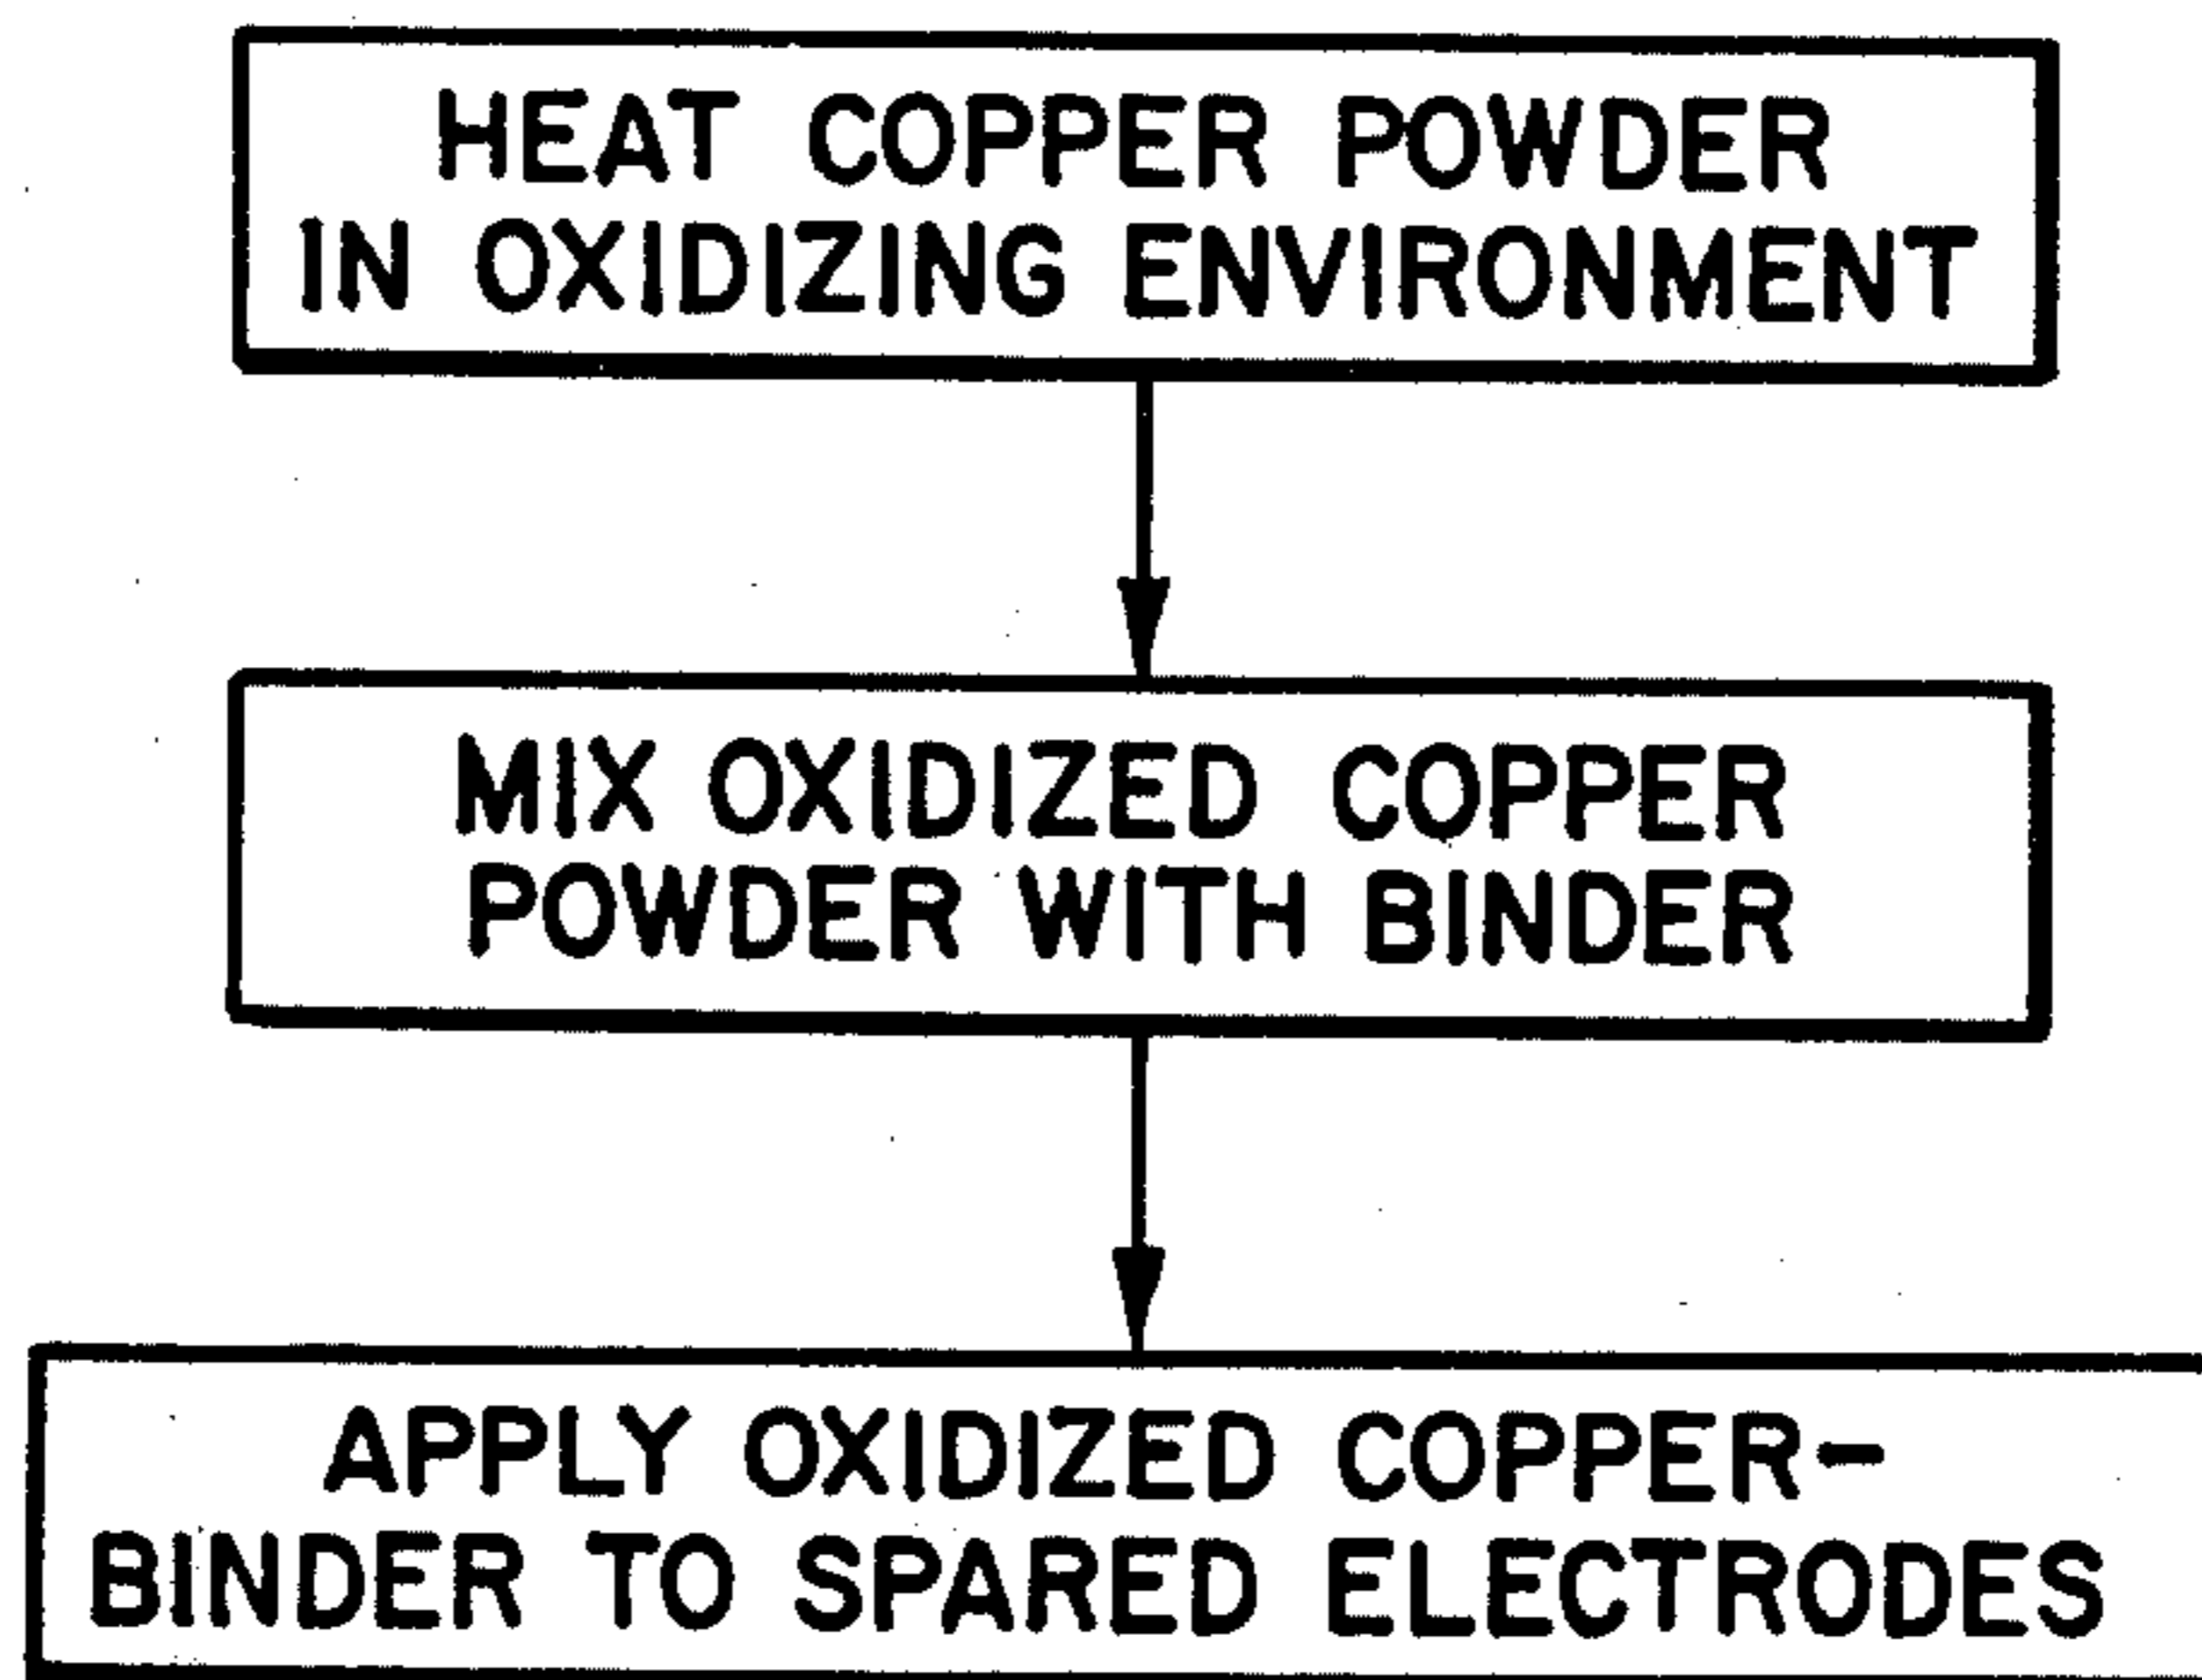 HEAT COPPER POWDER
IN OXIDIZING ENVIRONMENT
MIX OXIDIZED COPPER
POWDER WITH BINDER
APPLY OXIDIZED COPPER-
BINDER TO SPARED ELECTRODES